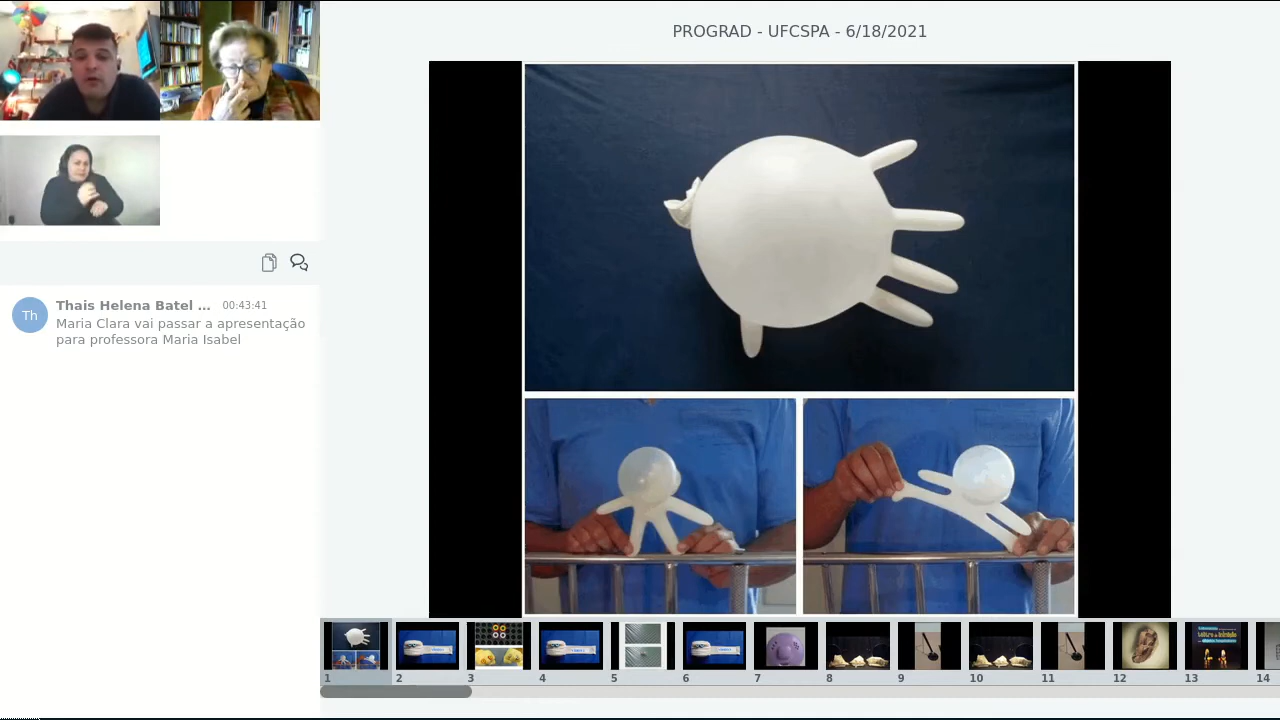 PROGRAD - UFCSPA - 6/18/2021
Th
Thais Helena Batel ... 00:43:41
Maria Clara vai passar a apresentação
para professora Maria Isabel
1 2 3 4 5 6 7 8 9 10 11 12 13 14